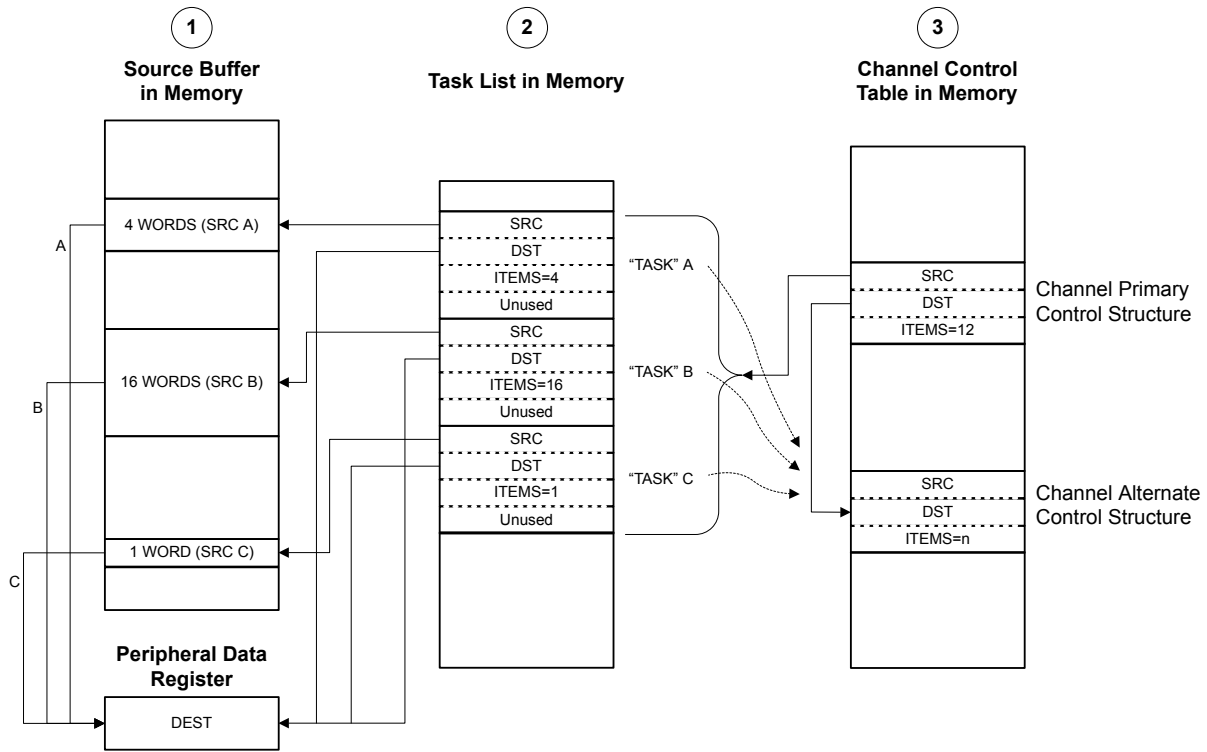 1
Source Buffer
in Memory
4 WORDS (SRC A)
16 WORDS (SRC B)
1 WORD (SRC C)
A
B
C
Peripheral Data
Register
DEST
2
Task List in Memory
SRC
DST
ITEMS=4
Unused
SRC
DST
ITEMS=16
Unused
SRC
DST
ITEMS=1
Unused
“TASK” A
“TASK” B
“TASK” C
3
Channel Control
Table in Memory
SRC
DST
ITEMS=12
Channel Primary
Control Structure
SRC
DST
ITEMS=n
Channel Alternate
Control Structure